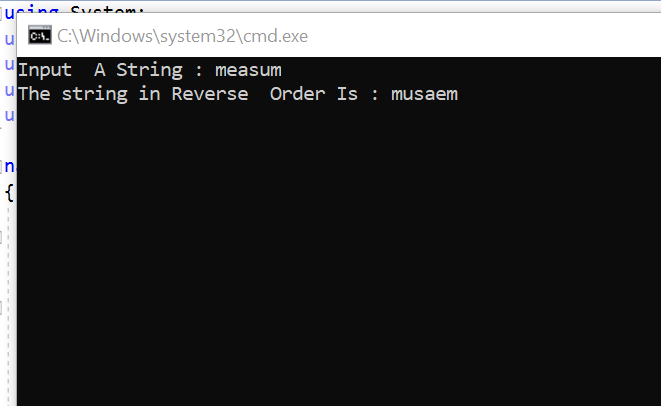 using System;
u
C:\Windows\system32\cmd.exe
u
Input  A String : measum
u
The string in Reverse  Order Is : musaem
u
n
{